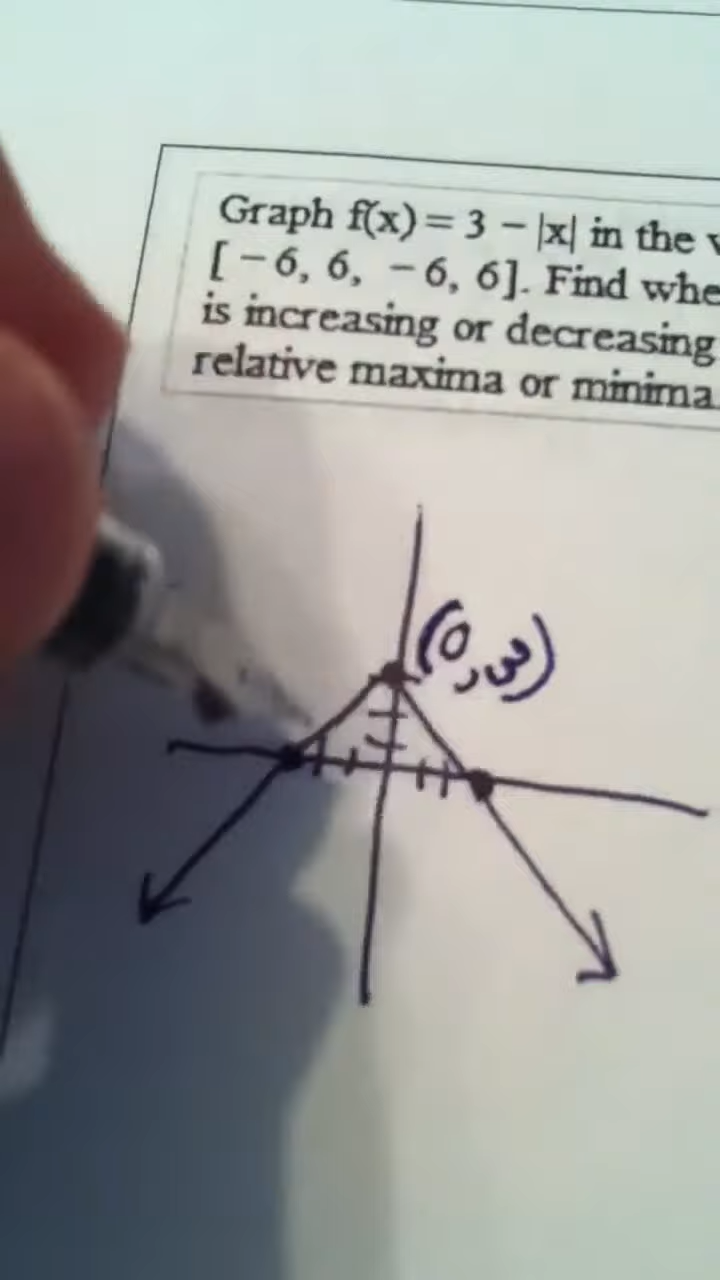 Graph f(x) = 3 − |x| in the
[ − 6, 6, − 6, 6]. Find
is increasing or decreasing
relative maxima or minima
(0,3)